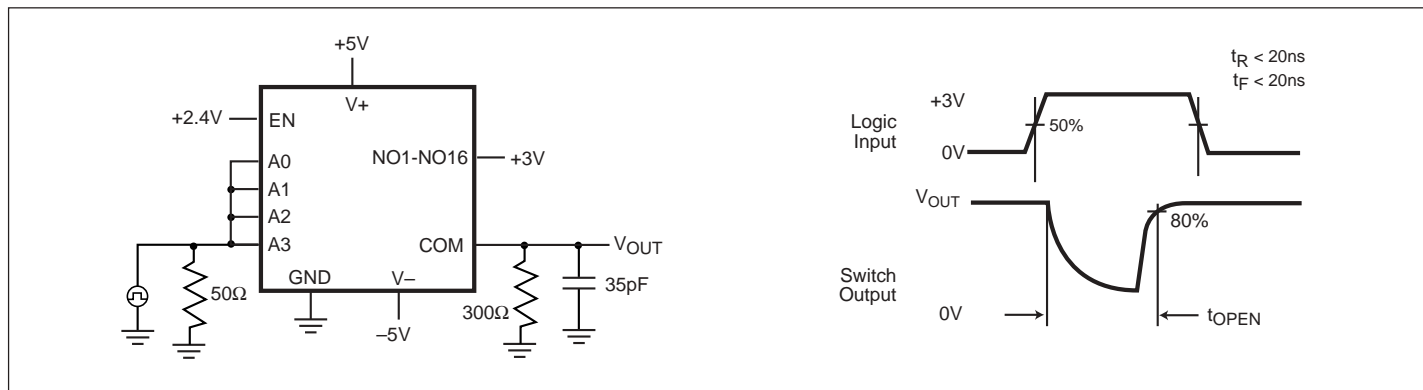 +5V
V+
+2.4V
EN
A0
NO1-NO16
+3V
A1
A2
A3
COM
VOUT
GND
V–
50Ω
300Ω
35pF
–5V
tR < 20ns
tF < 20ns
+3V
Logic
Input
50%
0V
VOUT
80%
Switch
Output
0V
tOPEN